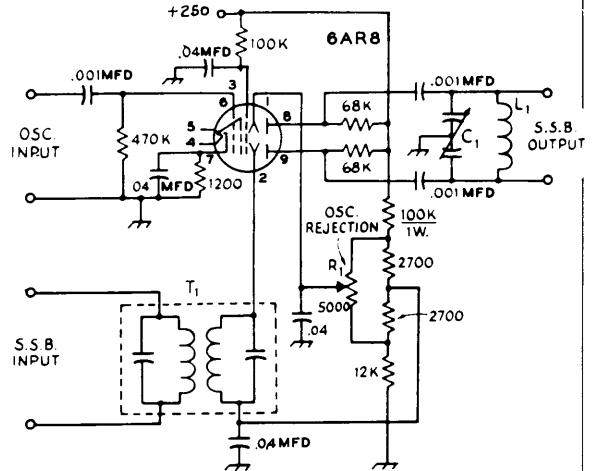 +250
100K
6AR8
.04MFD
.001MFD
3
6
1
8
5
4
7
9
2
OSC.
INPUT
470K
.04 MFD
1200
68K
68K
.001MFD
C1
L1
S.S.B.
OUTPUT
.001MFD
OSC.
REJECTION
100K
1W.
R1
5000
2700
2700
.04
12K
T1
S.S.B.
INPUT
.04MFD